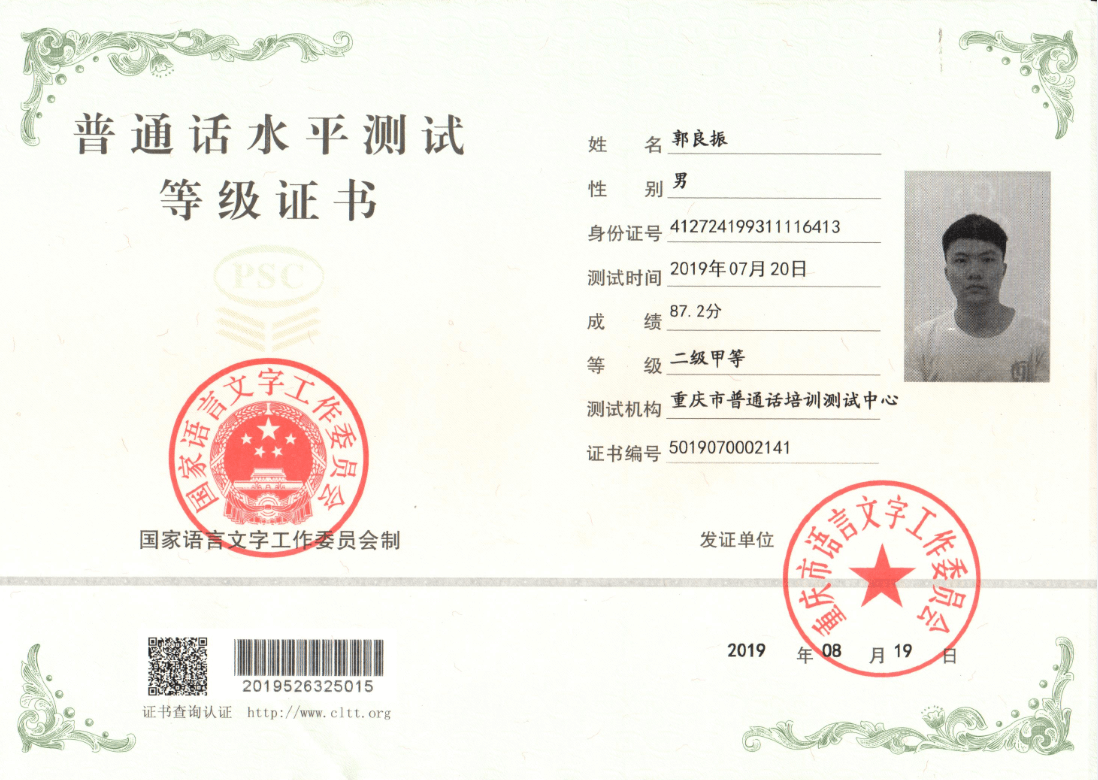 普通话水平测试
等级证书
PSC
国家语言文字工作委员会
国家语言文字工作委员会制
姓 名 郭良振
性 别 男
身份证号 412724199311116413
测试时间 2019年07月20日
成 绩 87.2分
等 级 二级甲等
测试机构 重庆市普通话培训测试中心
证书编号 5019070002141
发证单位
重庆市语言文字工作委员会
2019 年 08 月 19 日
2019526325015
证书查询认证 http://www.cltt.org